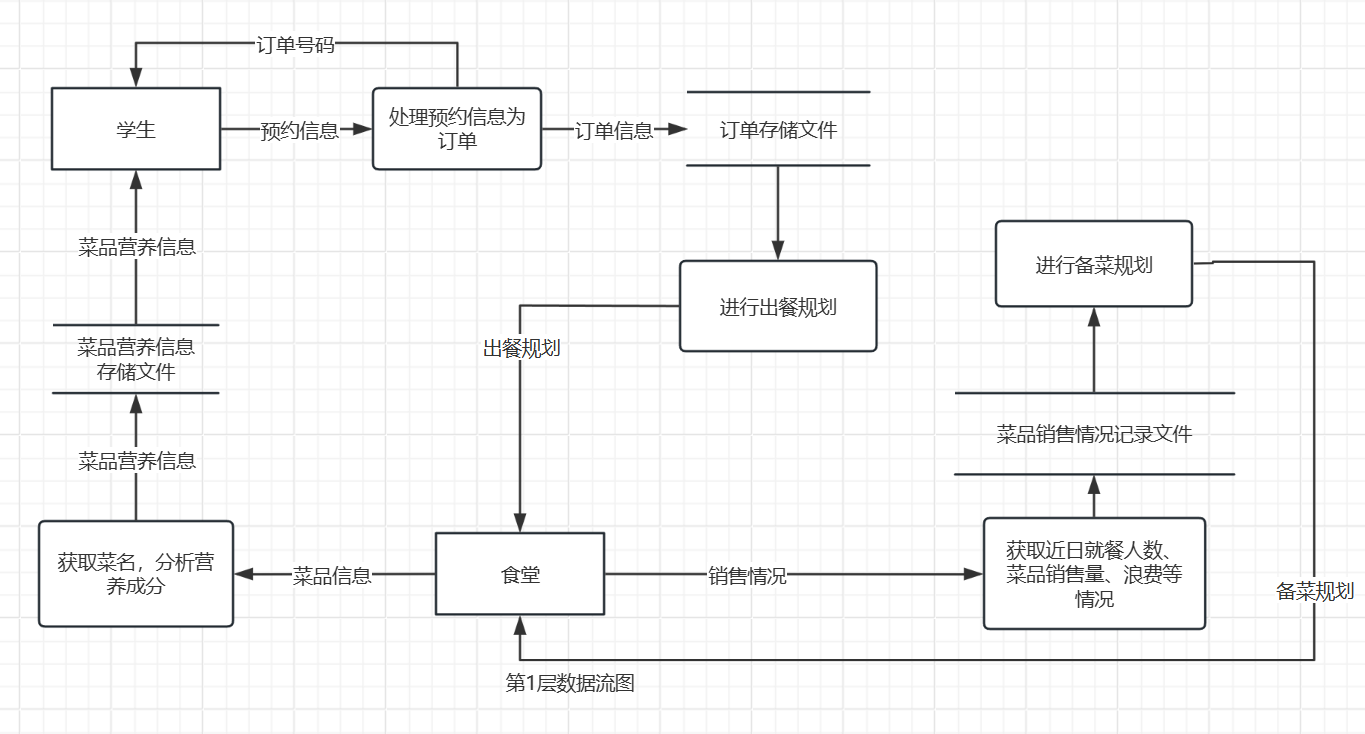 订单号码
学生
预约信息
处理预约信息为
订单
订单信息
订单存储文件
菜品营养信息
进行备菜规划
进行出餐规划
出餐规划
菜品营养信息
存储文件
菜品销售情况记录文件
菜品营养信息
获取菜名，分析营
养成分
菜品信息
食堂
销售情况
获取近日就餐人数、
菜品销售量、浪费等
情况
备菜规划
第1层数据流图